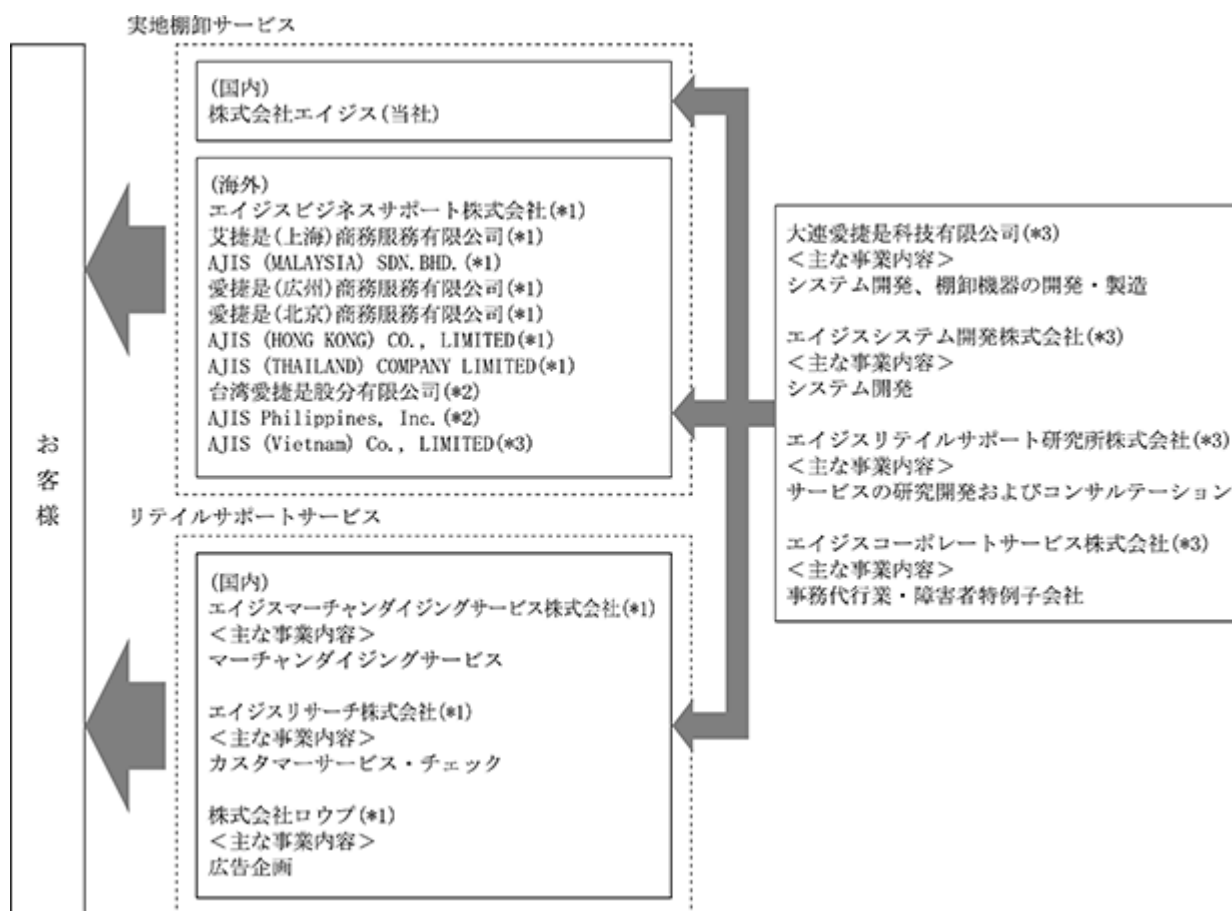 実地棚卸サービス
(国内)
株式会社エイジス(当社)
(海外)
エイジスビジネスサポート株式会社(*1)
艾捷是(上海)商務服務有限公司(*1)
AJIS (MALAYSIA) SDN.BHD.(*1)
愛捷是(広州)商務服務有限公司(*1)
愛捷是(北京)商務服務有限公司(*1)
AJIS (HONG KONG) CO., LIMITED(*1)
AJIS (THAILAND) COMPANY LIMITED(*1)
台湾愛捷是股分有限公司(*2)
AJIS Philippines, Inc.(*2)
AJIS (Vietnam) Co., LIMITED(*3)
リテイルサポートサービス
(国内)
エイジスマーチャンダイジングサービス株式会社(*1)
＜主な事業内容＞
マーチャンダイジングサービス
エイジスリサーチ株式会社(*1)
＜主な事業内容＞
カスタマーサービス・チェック
株式会社ロウプ(*1)
＜主な事業内容＞
広告企画
お客様
大連愛捷是科技有限公司(*3)
＜主な事業内容＞
システム開発、棚卸機器の開発・製造
エイジスシステム開発株式会社(*3)
＜主な事業内容＞
システム開発
エイジスリテイルサポート研究所株式会社(*3)
＜主な事業内容＞
サービスの研究開発およびコンサルテーション
エイジスコーポレートサービス株式会社(*3)
＜主な事業内容＞
事務代行業・障害者特例子会社